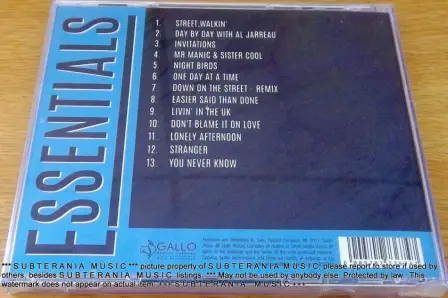 ESSENTIALS
1. STREET WALKIN'
2. DAY BY DAY WITH AL JARREAU
3. INVITATIONS
4. MR MANIC & SISTER COOL
5. NIGHT BIRDS
6. ONE DAY AT A TIME
7. DOWN ON THE STREET - REMIX
8. EASIER SAID THAN DONE
9. LIVIN' IN THE UK
10. DON'T BLAME IT ON LOVE
11. LONELY AFTERNOON
12. STRANGER
13. YOU NEVER KNOW
GALLO
*** S U B T E R A N I A   M U S I C *** picture property of S U B T E R A N I A   M U S I C, please report to store if used by
others, besides S U B T E R A N I A   M U S I C listings. *** May not be used by anybody else. Protected by law. This
watermark does not appear on actual item. *** S U B T E R A N I A   M U S I C ***